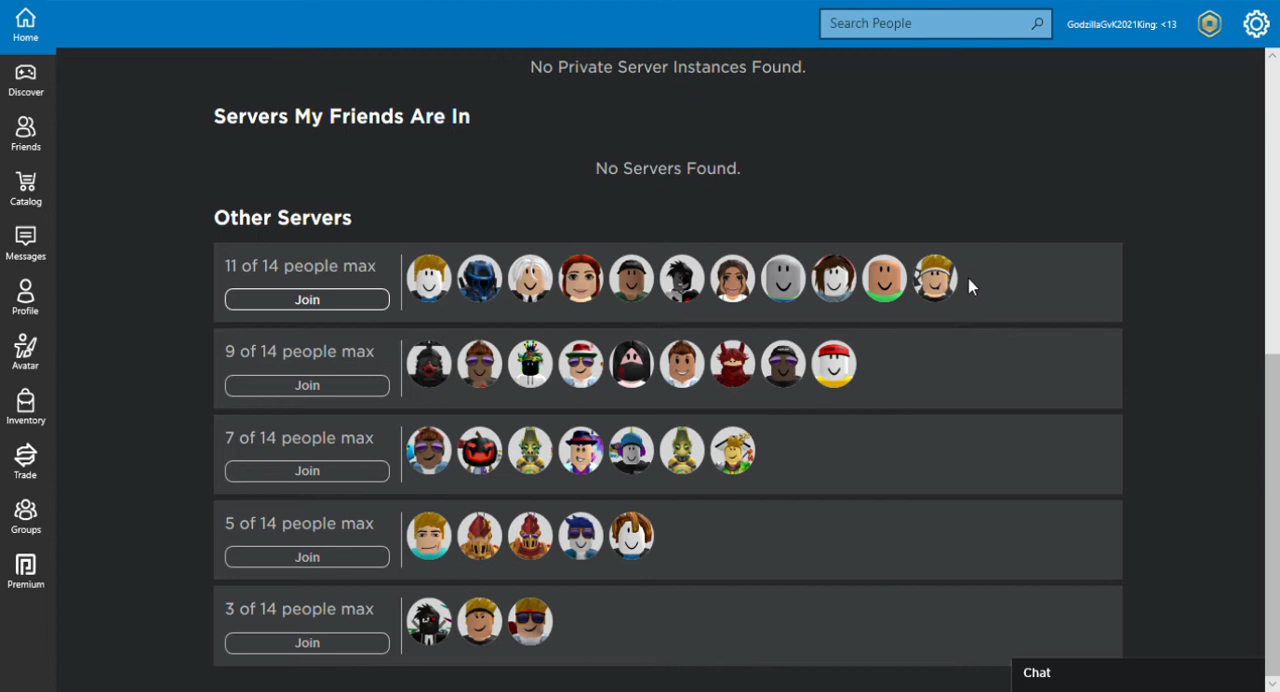 Home
Search People
GodzillaGvK2021King: <13
Discover
Friends
Catalog
Messages
Profile
Avatar
Inventory
Trade
Groups
Premium
No Private Server Instances Found.
Servers My Friends Are In
No Servers Found.
Other Servers
11 of 14 people max
Join
9 of 14 people max
Join
7 of 14 people max
Join
5 of 14 people max
Join
3 of 14 people max
Join
Chat